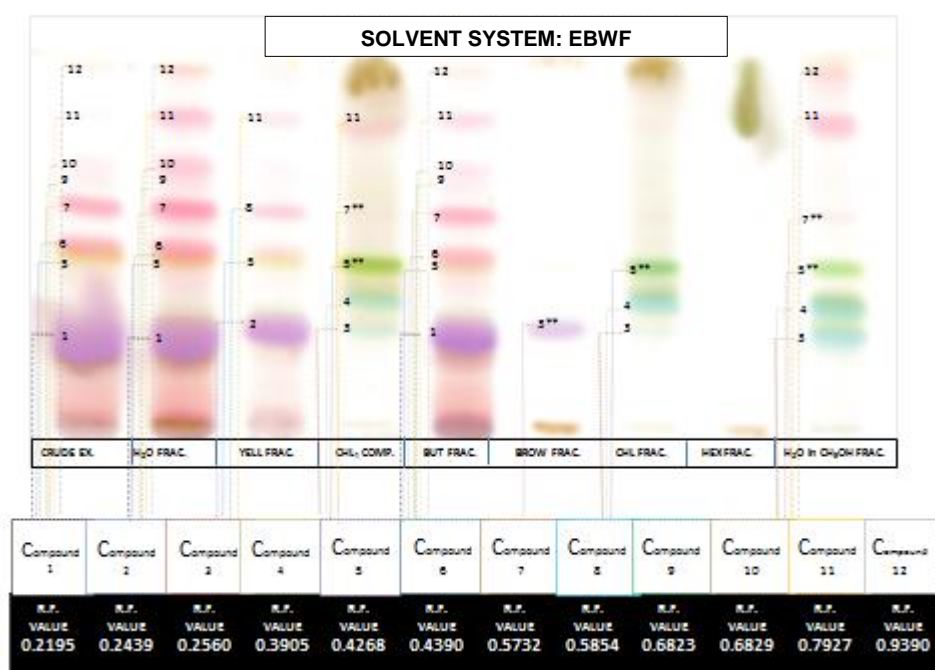 SOLVENT SYSTEM: EBWF
12 12 12 12
11 11 11 11 11 11
10 10 10
9 9 9
7 7 8 7** 7 7**
6 6 6
5 5 5 5** 5 5** 5**
4 4 4
1 1 2 3 1 3** 3 3
CRUDE EX. H₂O FRAC. YELL FRAC. CHL₁ COMP. BUT FRAC. BROW FRAC. CHL FRAC. HEX FRAC. H₂O in CH₃OH FRAC.
Compound Compound Compound Compound Compound Compound Compound Compound Compound Compound Compound Compound
1 2 3 4 5 6 7 8 9 10 11 12
R.F. R.F. R.F. R.F. R.F. R.F. R.F. R.F. R.F. R.F. R.F. R.F.
VALUE VALUE VALUE VALUE VALUE VALUE VALUE VALUE VALUE VALUE VALUE VALUE
0.2195 0.2439 0.2560 0.3905 0.4268 0.4390 0.5732 0.5854 0.6823 0.6829 0.7927 0.9390